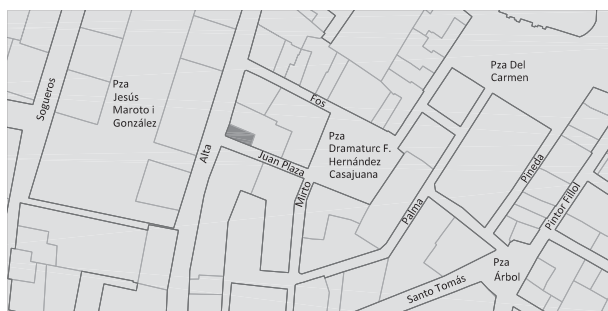 Pza Del
Carmen
Sogueros
Pza
Jesús
Maroto i
González
Fos
Pza
Dramaturc F.
Hernández
Casajuana
Alta
Juan Plaza
Mirto
Palma
Pineda
Pintor Fillol
Pza
Árbol
Santo Tomás